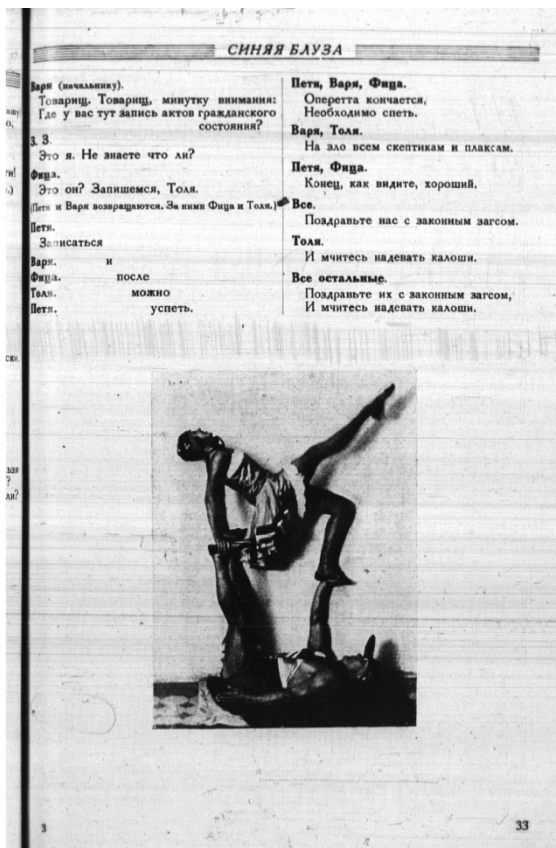 СИНЯЯ БЛУЗА
Варя (начальнику).
Товарищ. Товарищ, минутку внимания:
Где у вас тут запись актов гражданского
состояния?
З. З.
Это я. Не знаете что ли?
Фица.
Это он? Запишемся, Толя.
(Петя и Варя возвращаются. За ними Фица и Толя.)
Петя.
Записаться
Варя. и
Фица. после
Толя. можно
Петя. успеть.
Петя, Варя, Фица.
Оперетта кончается,
Необходимо спеть.
Варя, Толя.
На зло всем скептикам и плаксам.
Петя, Фица.
Конец, как видите, хороший.
Все.
Поздравьте нас с законным загсом.
Толя.
И мчитесь надевать калоши.
Все остальные.
Поздравьте их с законным загсом,
И мчитесь надевать калоши.
3
33